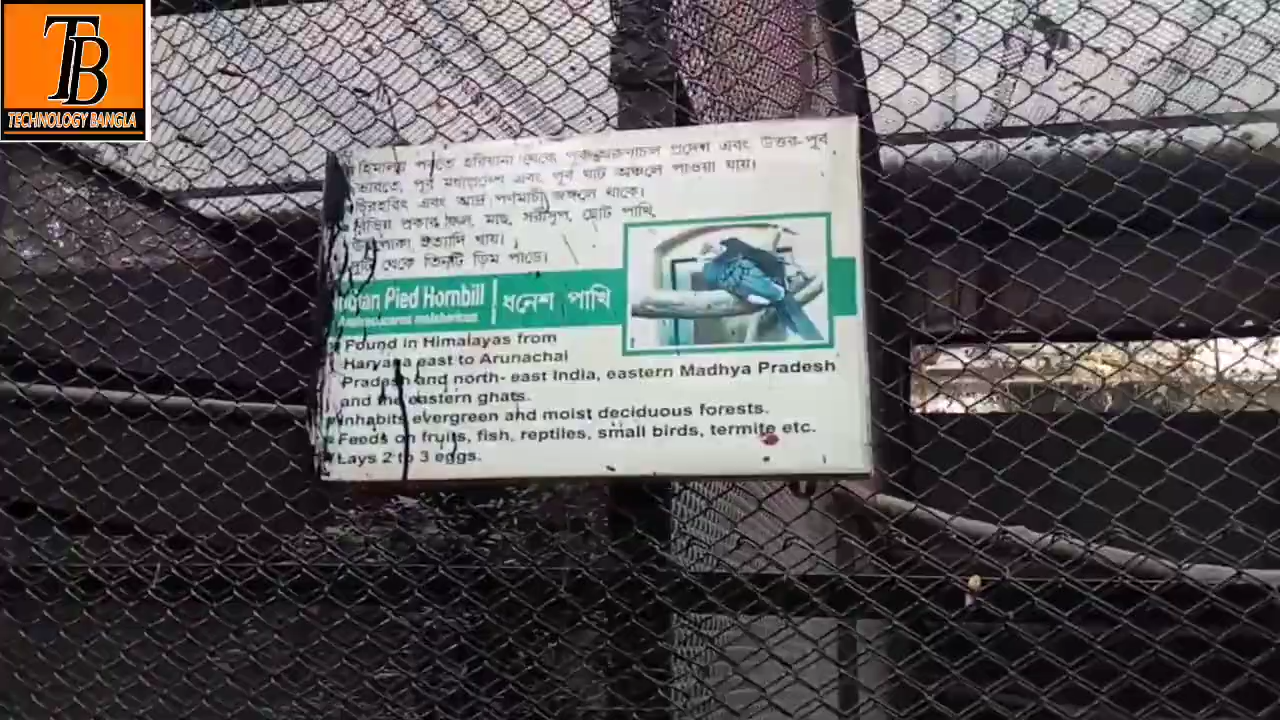 TB
TECHNOLOGY BANGLA
হিমালয় পর্বতে হরিয়ানা থেকে পূর্ব অরুণাচল প্রদেশ এবং উত্তর-পূর্ব
ভারতে, পূর্ব মধ্যপ্রদেশ এবং পূর্ব ঘাট অঞ্চলে পাওয়া যায়।
চিরহরিৎ এবং আর্দ্র পর্ণমোচী জঙ্গলে থাকে।
বিভিন্ন প্রকার ফল, মাছ, সরীসৃপ, ছোট পাখি,
উইপোকা ইত্যাদি খায়।
দুটি থেকে তিনটি ডিম পাড়ে।
Indian Pied Hornbill | ধনেশ পাখি
Found in Himalayas from
Haryana east to Arunachal
Pradesh and north- east India, eastern Madhya Pradesh
and the eastern ghats.
Inhabits evergreen and moist deciduous forests.
Feeds on fruits, fish, reptiles, small birds, termite etc.
Lays 2 to 3 eggs.